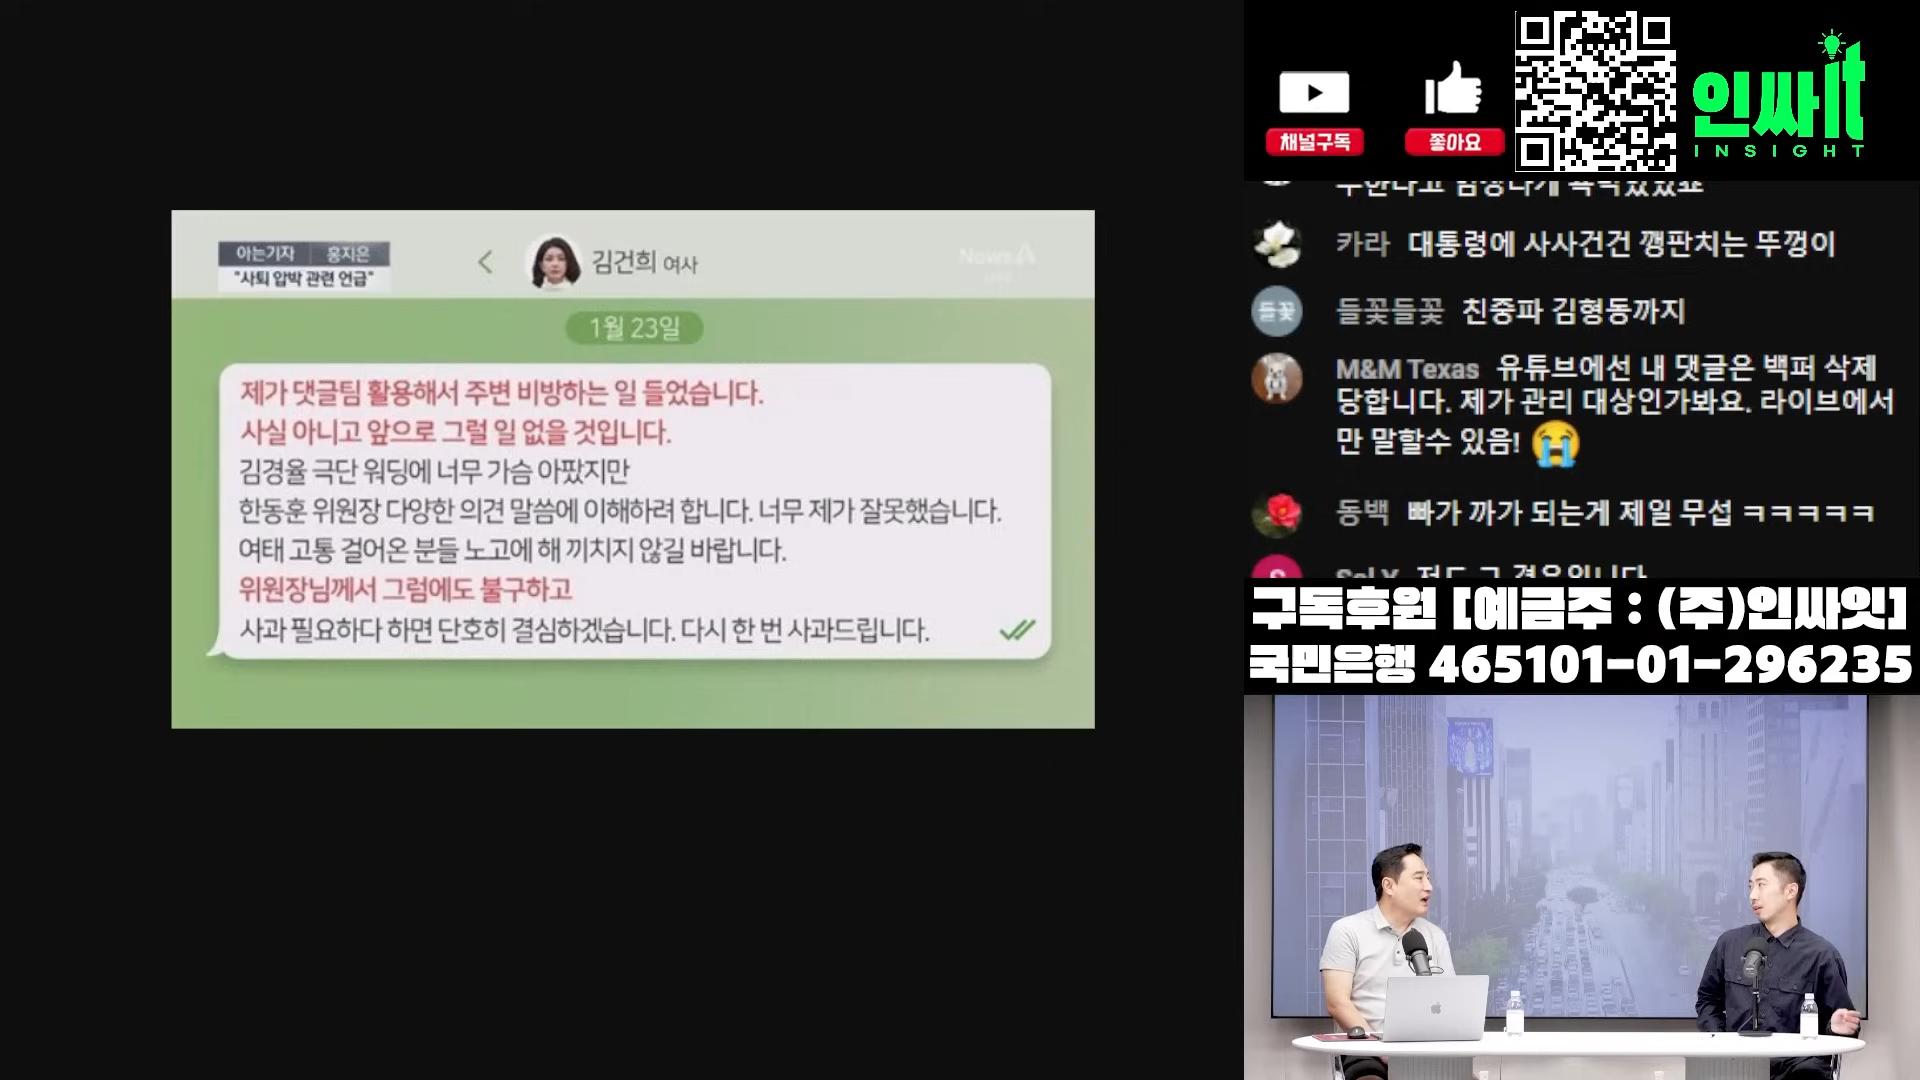 아는기자 홍지은
"사퇴 압박 관련 언급"
김건희 여사
News A
1월 23일
제가 댓글팀 활용해서 주변 비방하는 일 들었습니다.
사실 아니고 앞으로 그럴 일 없을 것입니다.
김경율 극단 워딩에 너무 가슴 아팠지만
한동훈 위원장 다양한 의견 말씀에 이해하려 합니다. 너무 제가 잘못했습니다.
여태 고통 걸어온 분들 노고에 해 끼치지 않길 바랍니다.
위원장님께서 그럼에도 불구하고
사과 필요하다 하면 단호히 결심하겠습니다. 다시 한 번 사과드립니다.
채널구독
좋아요
인싸it
INSIGHT
카라 대통령에 사사건건 깽판치는 뚜껑이
들꽃
들꽃들꽃 친중파 김형동까지
M&M Texas 유튜브에선 내 댓글은 백퍼 삭제
당합니다. 제가 관리 대상인가봐요. 라이브에서
만 말할수 있음!
동백 빠가 까가 되는게 제일 무섭 ㅋㅋㅋㅋㅋ
구독후원 [예금주 : (주)인싸잇]
국민은행 465101-01-296235